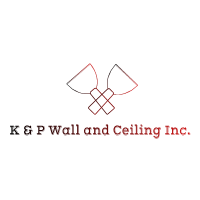 K & P Wall and Ceiling Inc.